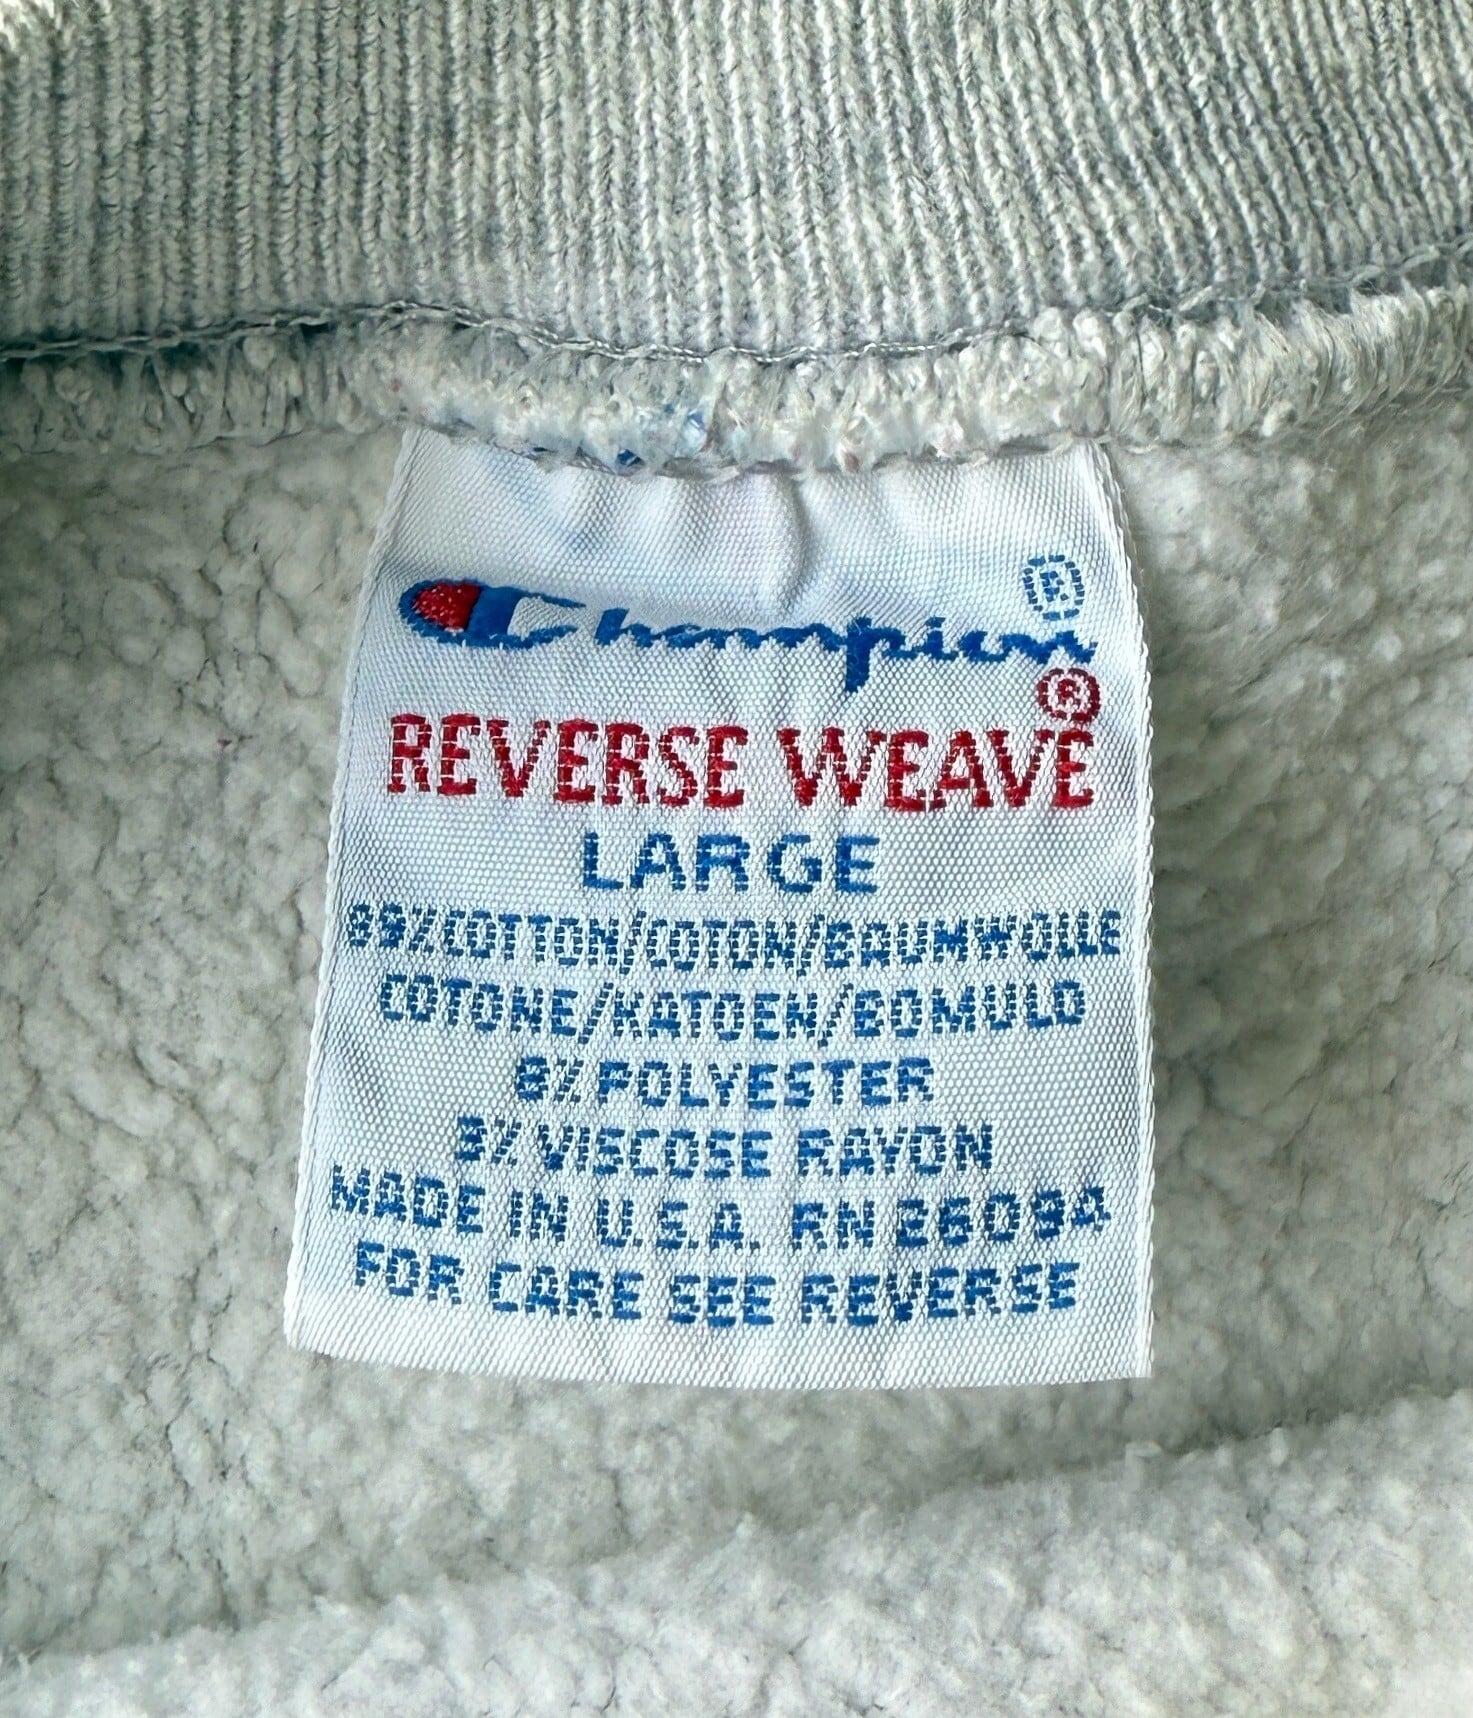 Champion®
REVERSE WEAVE®
LARGE
89%COTTON/COTON/BAUMWOLLE
COTONE/KATOEN/BOMULD
8%POLYESTER
3%VISCOSE RAYON
MADE IN U.S.A. RN 26094
FOR CARE SEE REVERSE